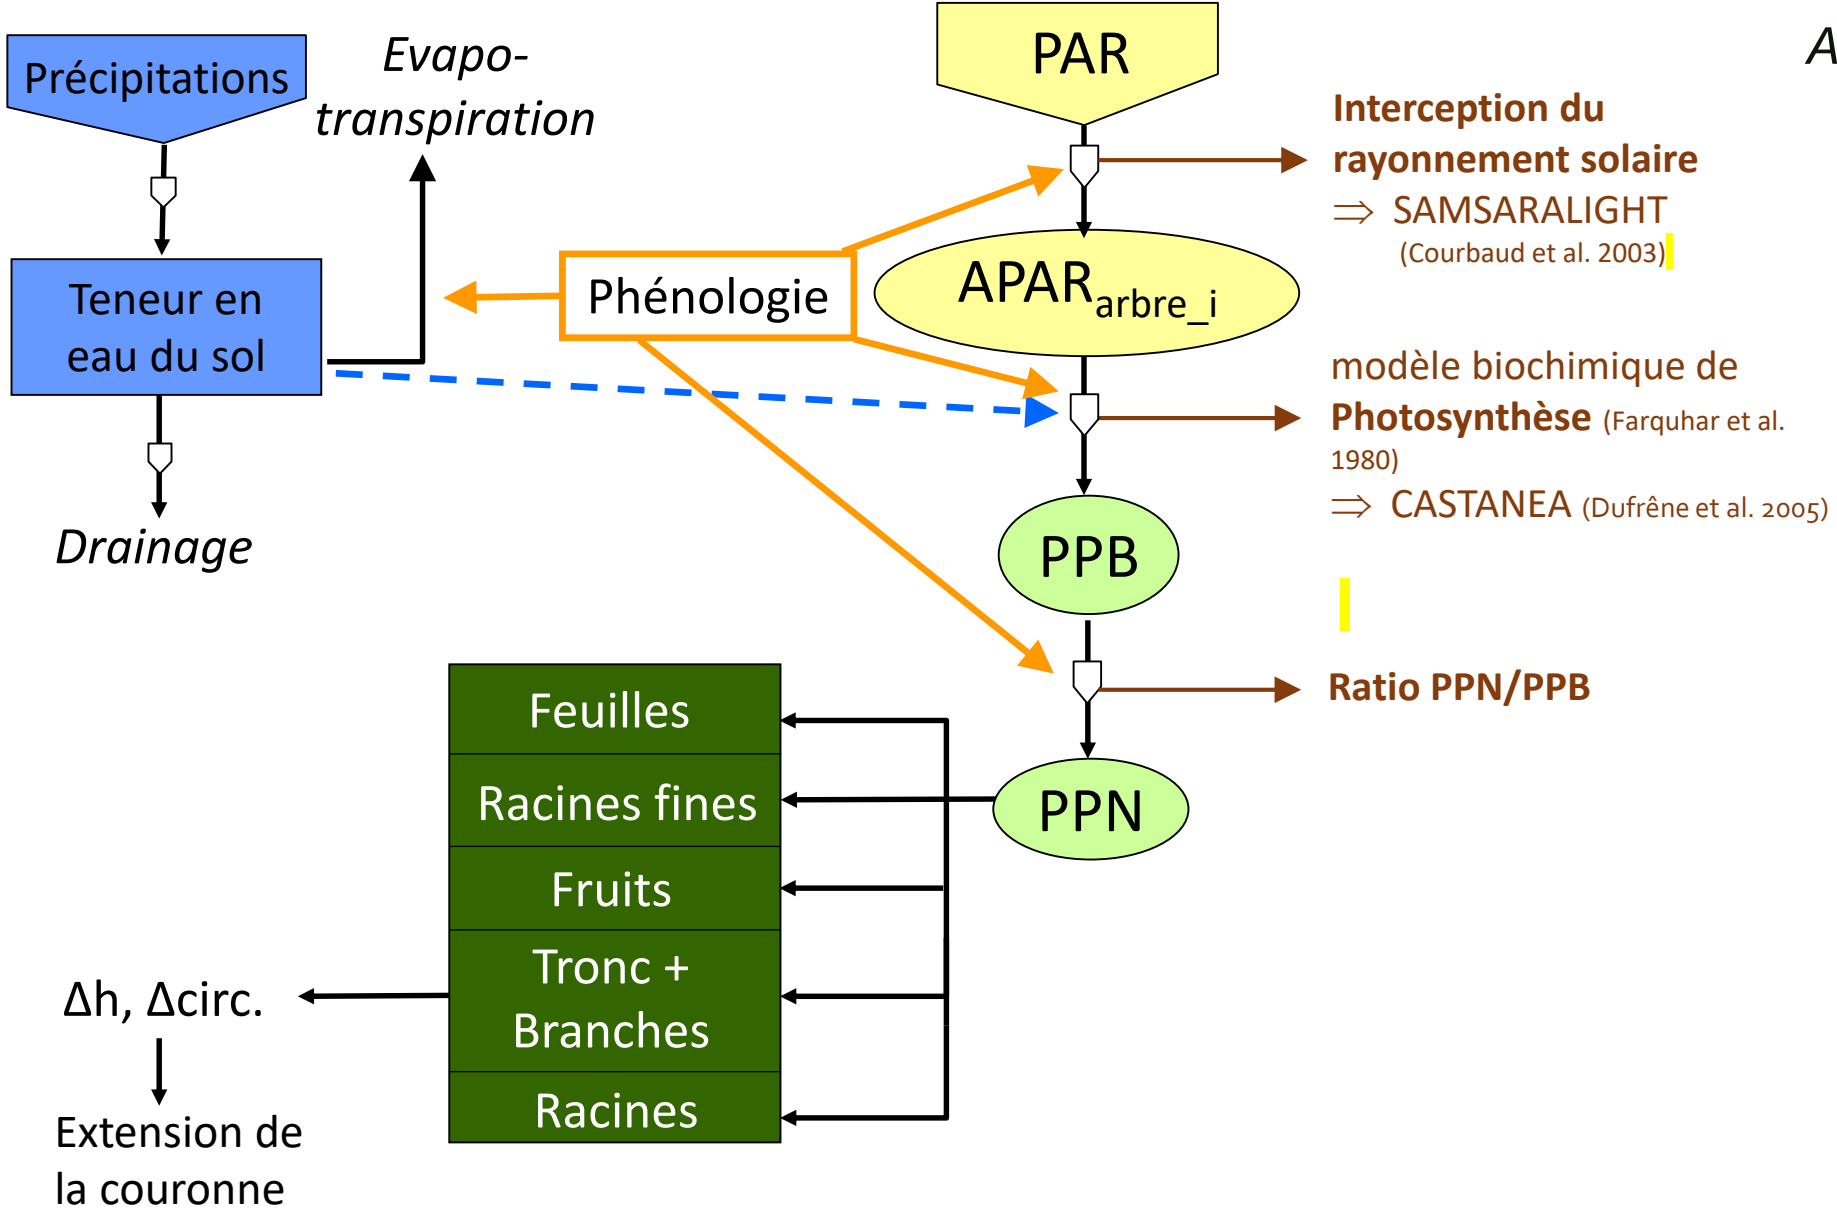 Précipitations
Evapo-
transpiration
PAR
A
Interception du
rayonnement solaire
⇒ SAMSARALIGHT
(Courbaud et al. 2003)
Teneur en
eau du sol
Phénologie
APARarbre_i
modèle biochimique de
Photosynthèse (Farquhar et al.
1980)
⇒ CASTANEA (Dufrêne et al. 2005)
Drainage
PPB
Ratio PPN/PPB
Feuilles
Racines fines
PPN
Fruits
Tronc +
Branches
Δh, Δcirc.
Racines
Extension de
la couronne